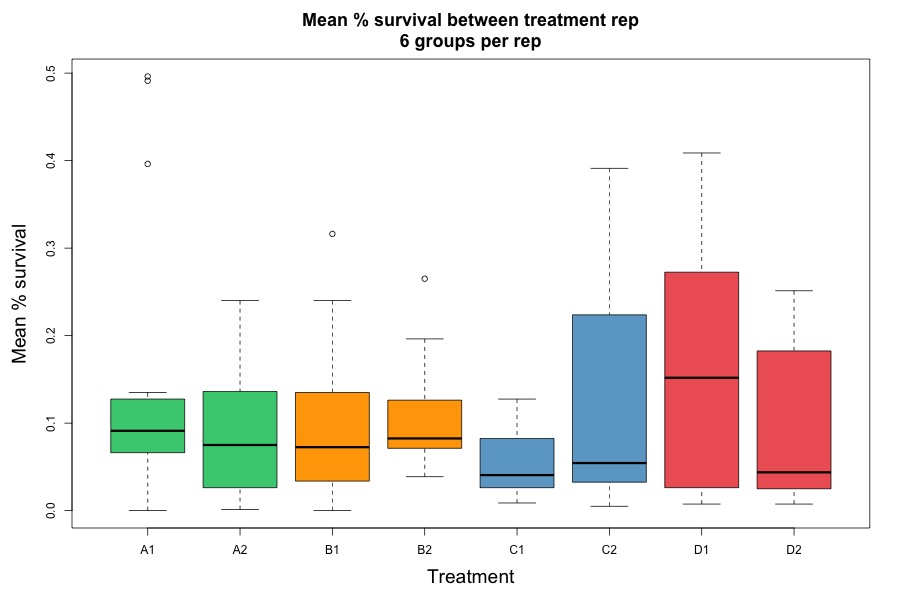 Mean % survival between treatment rep
6 groups per rep
Mean % survival
0.5
0.4
0.3
0.2
0.1
0.0
A1 A2 B1 B2 C1 C2 D1 D2
Treatment